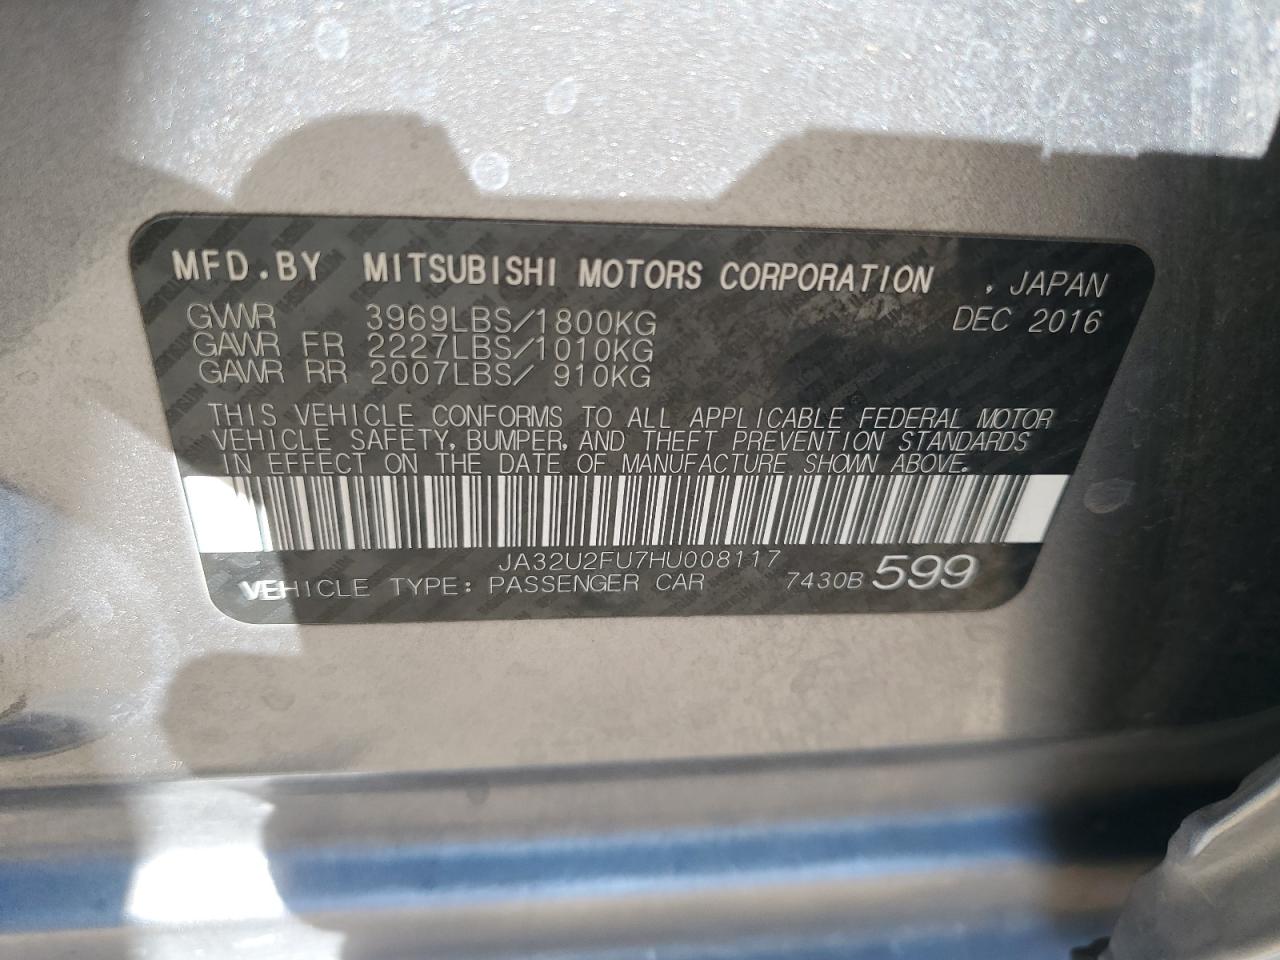 MFD.BY MITSUBISHI MOTORS CORPORATION , JAPAN
GVWR 3969LBS/1800KG DEC 2016
GAWR FR 2227LBS/1010KG
GAWR RR 2007LBS/ 910KG
THIS VEHICLE CONFORMS TO ALL APPLICABLE FEDERAL MOTOR
VEHICLE SAFETY, BUMPER, AND THEFT PREVENTION STANDARDS
IN EFFECT ON THE DATE OF MANUFACTURE SHOWN ABOVE.
JA32U2FU7HU008117
VEHICLE TYPE: PASSENGER CAR 7430B 599